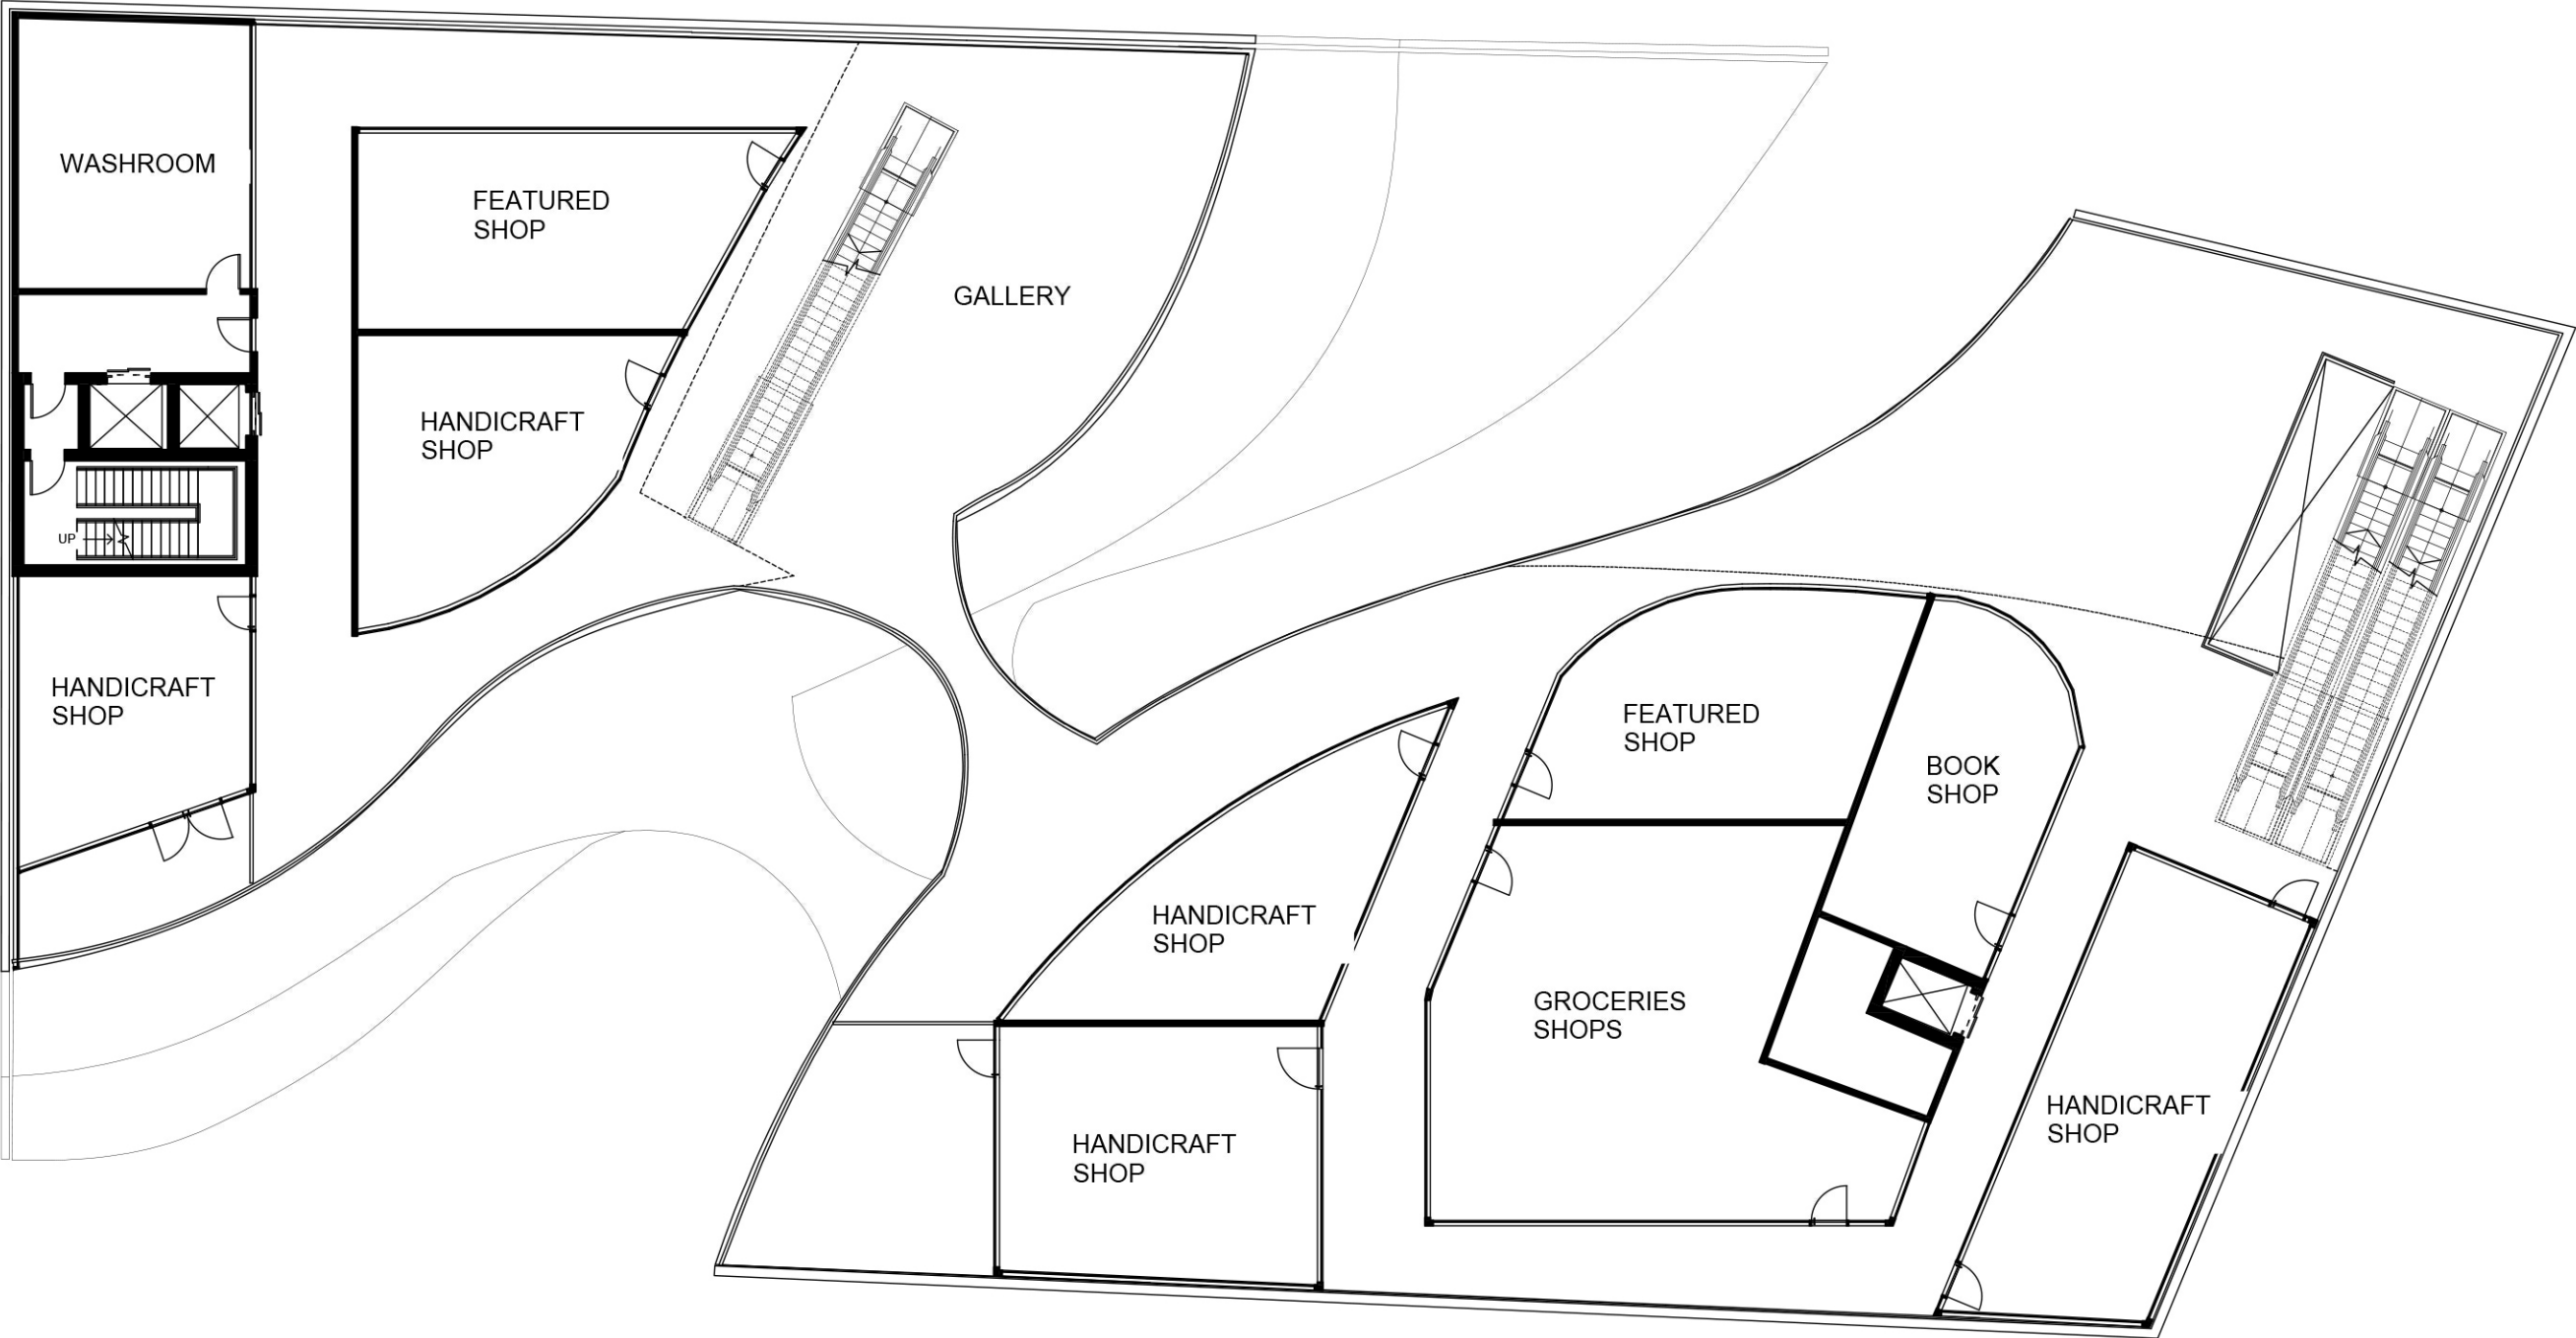 WASHROOM
FEATURED
SHOP
GALLERY
HANDICRAFT
SHOP
UP
HANDICRAFT
SHOP
FEATURED
SHOP
BOOK
SHOP
HANDICRAFT
SHOP
GROCERIES
SHOPS
HANDICRAFT
SHOP
HANDICRAFT
SHOP